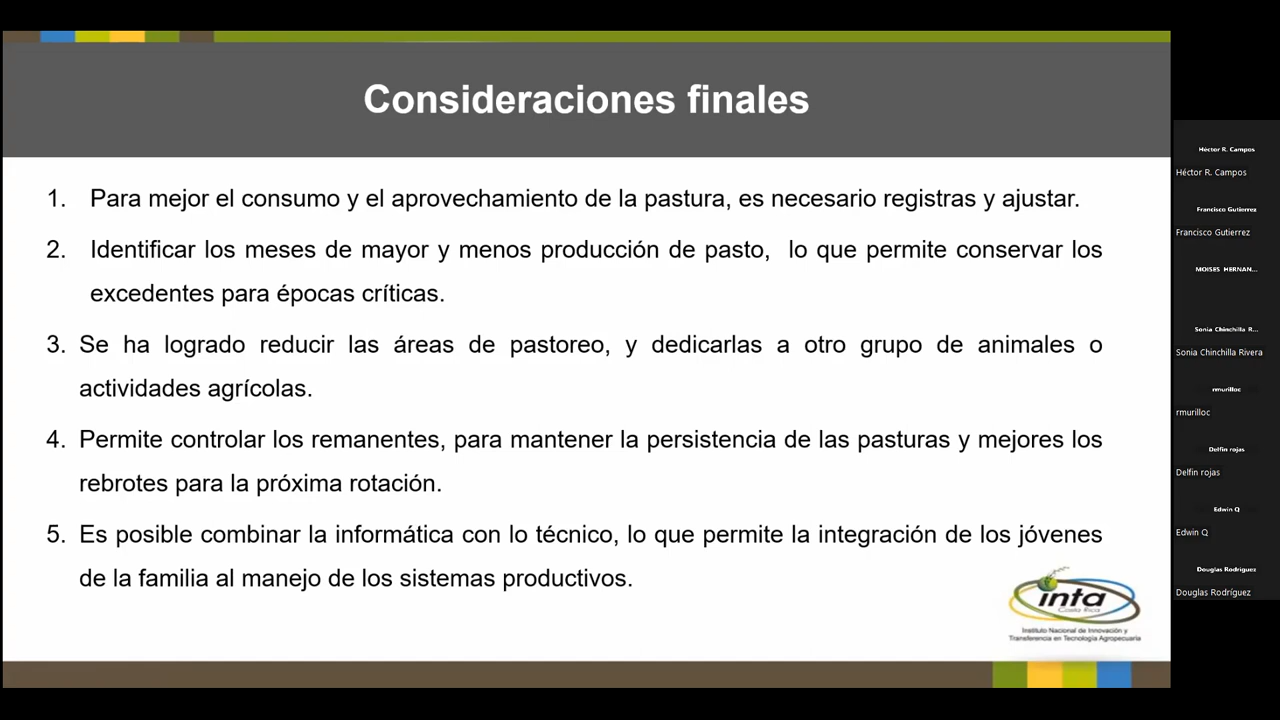 Consideraciones finales
1. Para mejor el consumo y el aprovechamiento de la pastura, es necesario registras y ajustar.
2. Identificar los meses de mayor y menos producción de pasto, lo que permite conservar los
excedentes para épocas críticas.
3. Se ha logrado reducir las áreas de pastoreo, y dedicarlas a otro grupo de animales o
actividades agrícolas.
4. Permite controlar los remanentes, para mantener la persistencia de las pasturas y mejores los
rebrotes para la próxima rotación.
5. Es posible combinar la informática con lo técnico, lo que permite la integración de los jóvenes
de la familia al manejo de los sistemas productivos.
inta
Costa Rica
Instituto Nacional de Innovación y
Transferencia en Tecnología Agropecuaria
Héctor R. Campos
Héctor R. Campos
Francisco Gutierrez
Francisco Gutierrez
MOISES HERNAN...
Sonia Chinchilla R...
Sonia Chinchilla Rivera
rmurilloc
rmurilloc
Delfin rojas
Delfin rojas
Edwin Q
Edwin Q
Douglas Rodríguez
Douglas Rodríguez